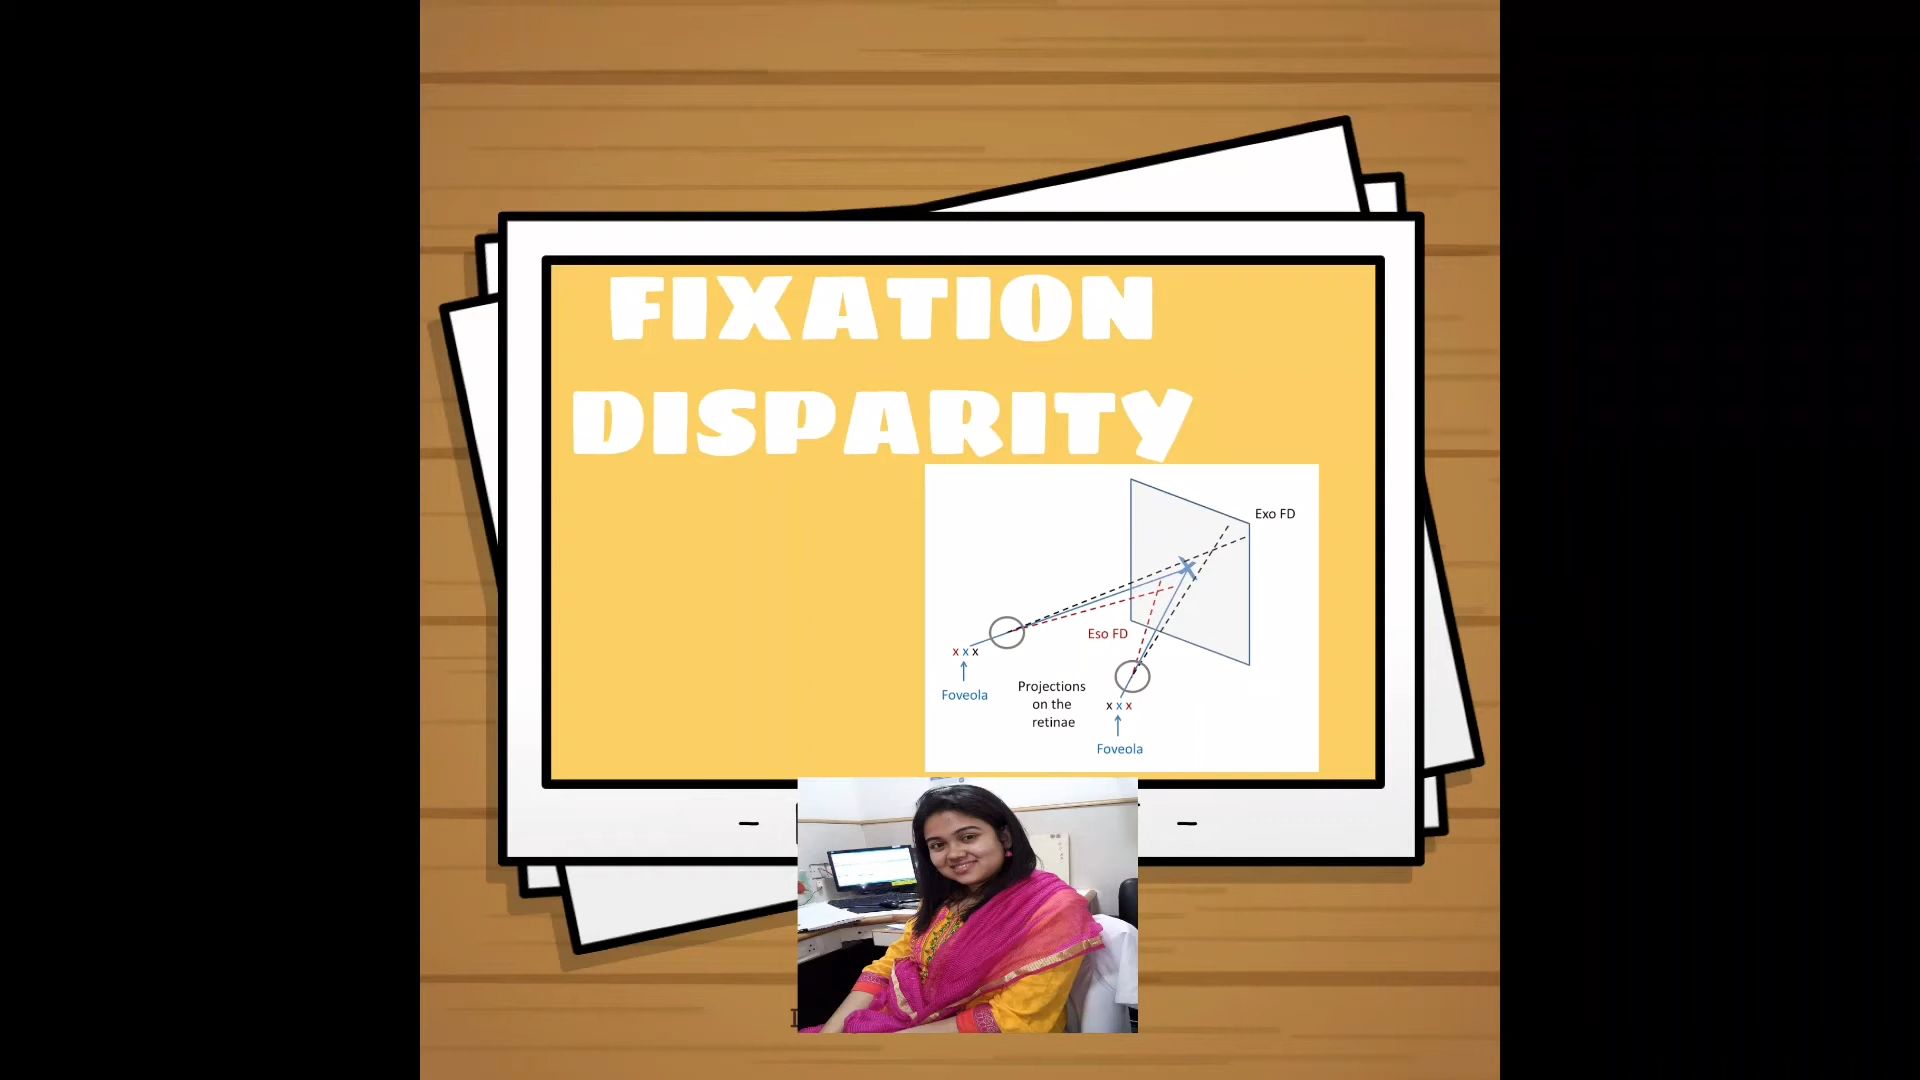 FIXATION
DISPARITY
Exo FD
Eso FD
x x x
Foveola
Projections
on the
retinae
x x x
Foveola